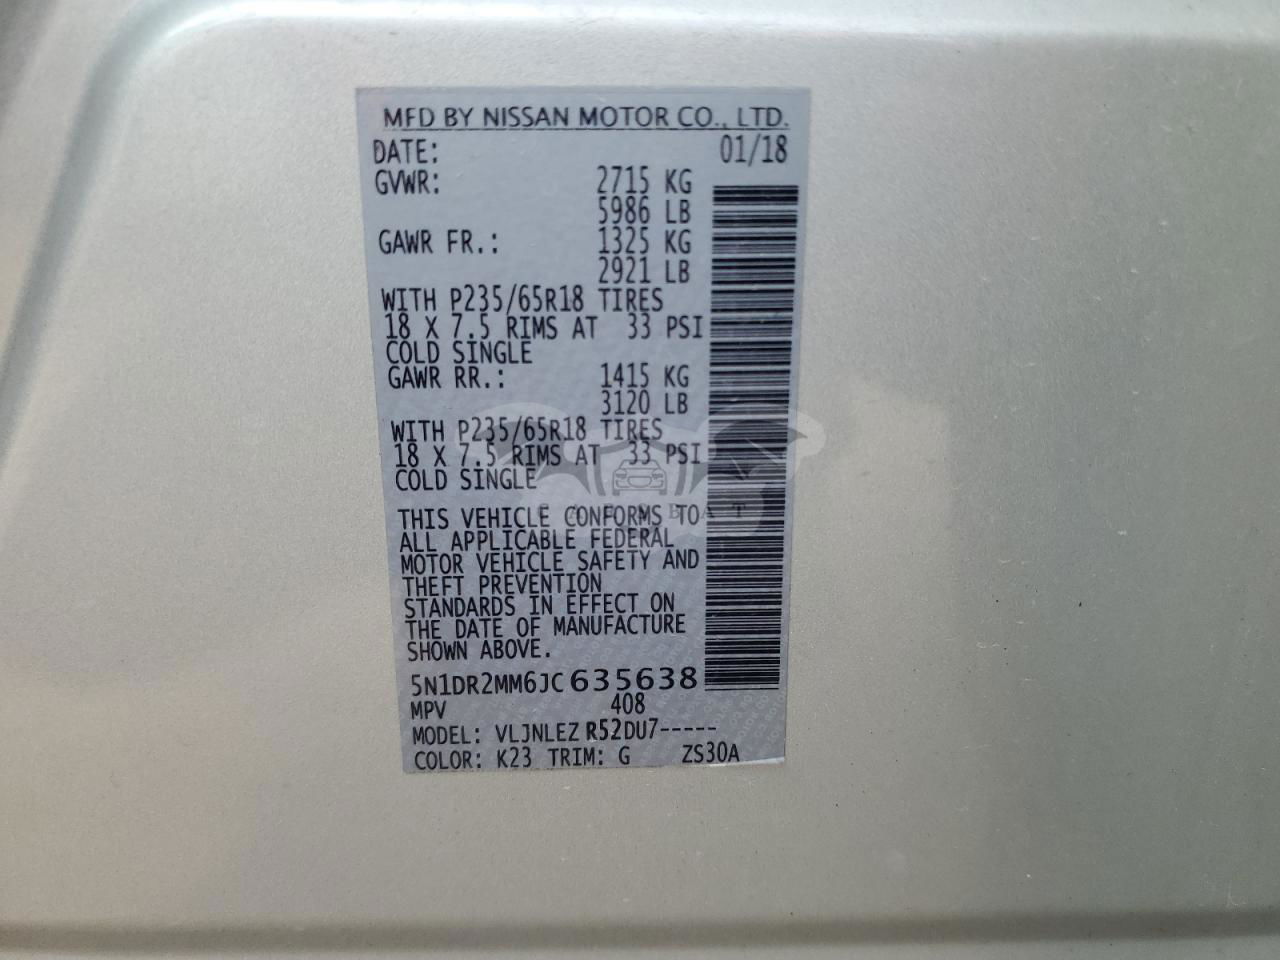 MFD BY NISSAN MOTOR CO., LTD.
DATE: 01/18
GVWR: 2715 KG
5986 LB
GAWR FR.: 1325 KG
2921 LB
WITH P235/65R18 TIRES
18 X 7.5 RIMS AT 33 PSI
COLD SINGLE
GAWR RR.: 1415 KG
3120 LB
WITH P235/65R18 TIRES
18 X 7.5 RIMS AT 33 PSI
COLD SINGLE
THIS VEHICLE CONFORMS TO
ALL APPLICABLE FEDERAL
MOTOR VEHICLE SAFETY AND
THEFT PREVENTION
STANDARDS IN EFFECT ON
THE DATE OF MANUFACTURE
SHOWN ABOVE.
5N1DR2MM6JC635638
MPV 408
MODEL: VLJNLEZ R52DU7-----
COLOR: K23 TRIM: G ZS30A